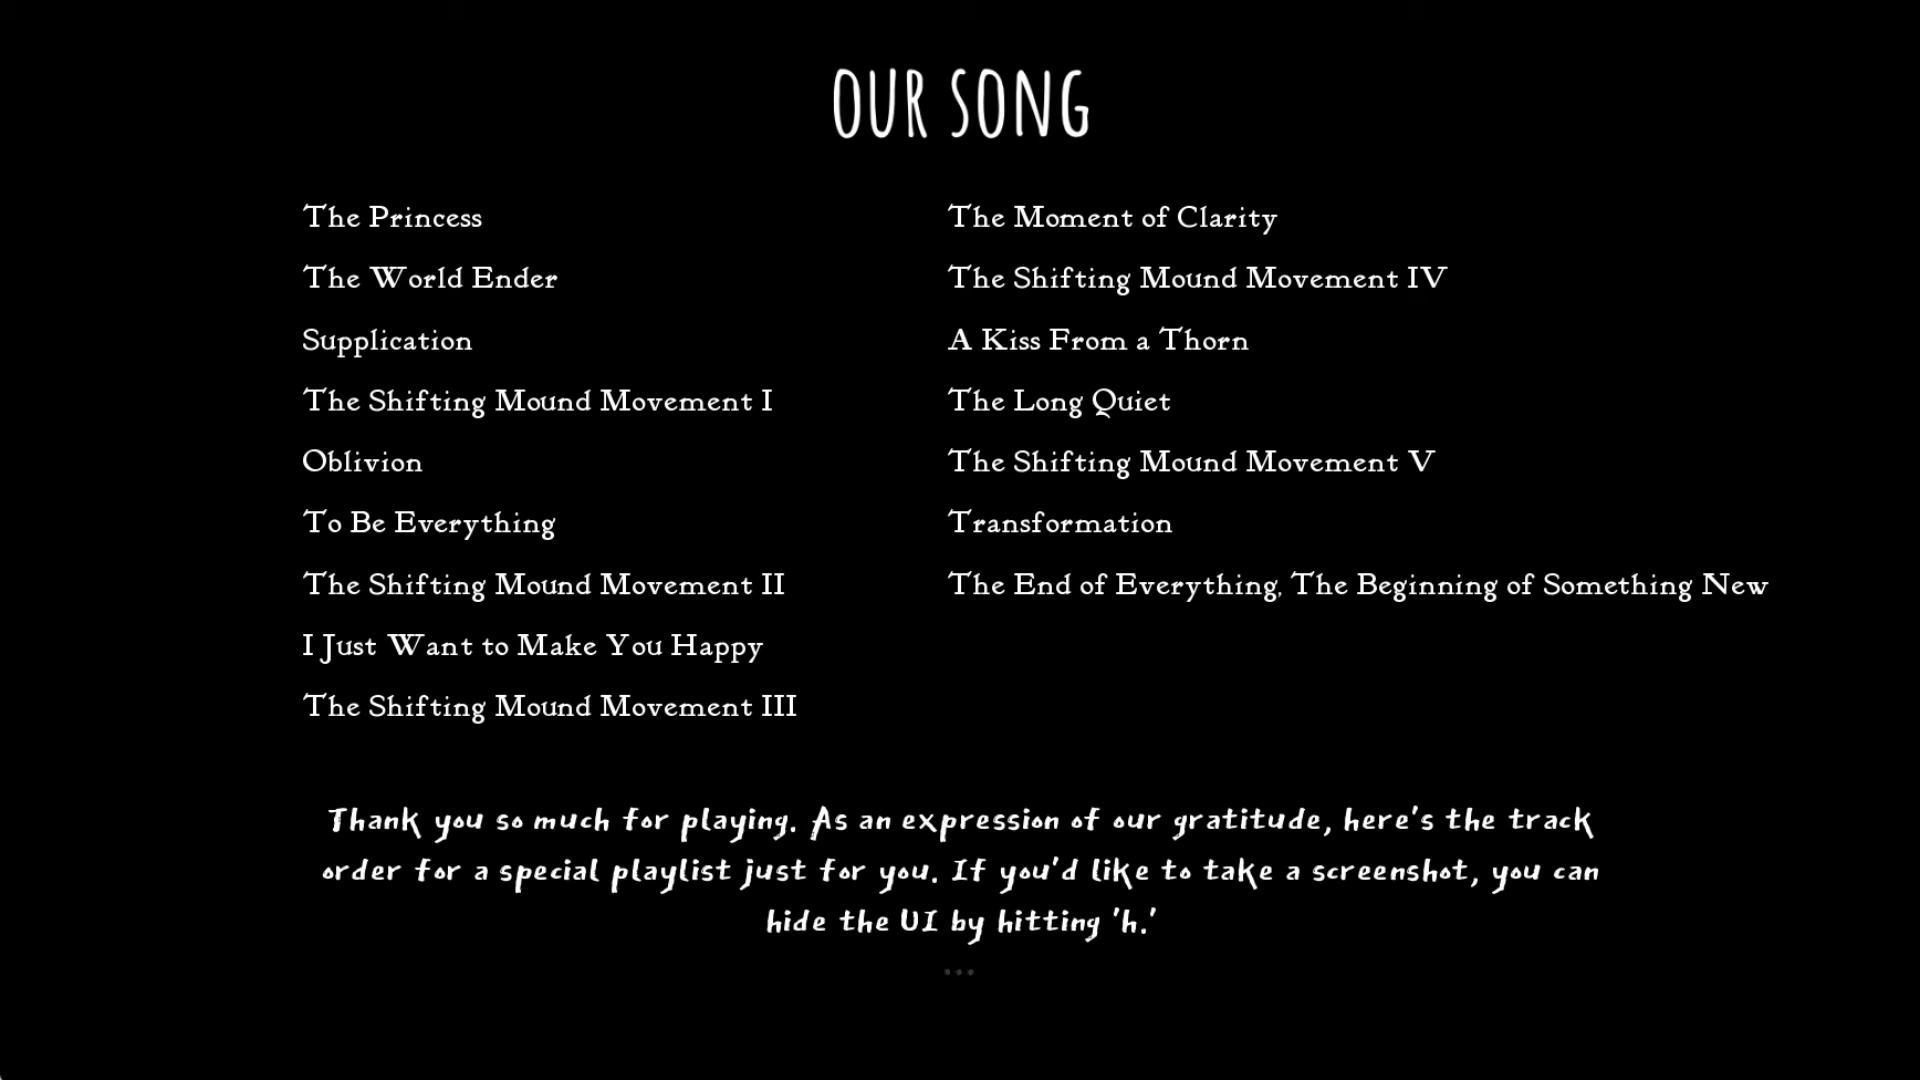 OUR SONG
The Princess
The World Ender
Supplication
The Shifting Mound Movement I
Oblivion
To Be Everything
The Shifting Mound Movement II
I Just Want to Make You Happy
The Shifting Mound Movement III
The Moment of Clarity
The Shifting Mound Movement IV
A Kiss From a Thorn
The Long Quiet
The Shifting Mound Movement V
Transformation
The End of Everything, The Beginning of Something New
Thank you so much for playing. As an expression of our gratitude, here's the track
order for a special playlist just for you. If you'd like to take a screenshot, you can
hide the UI by hitting 'h.'
...